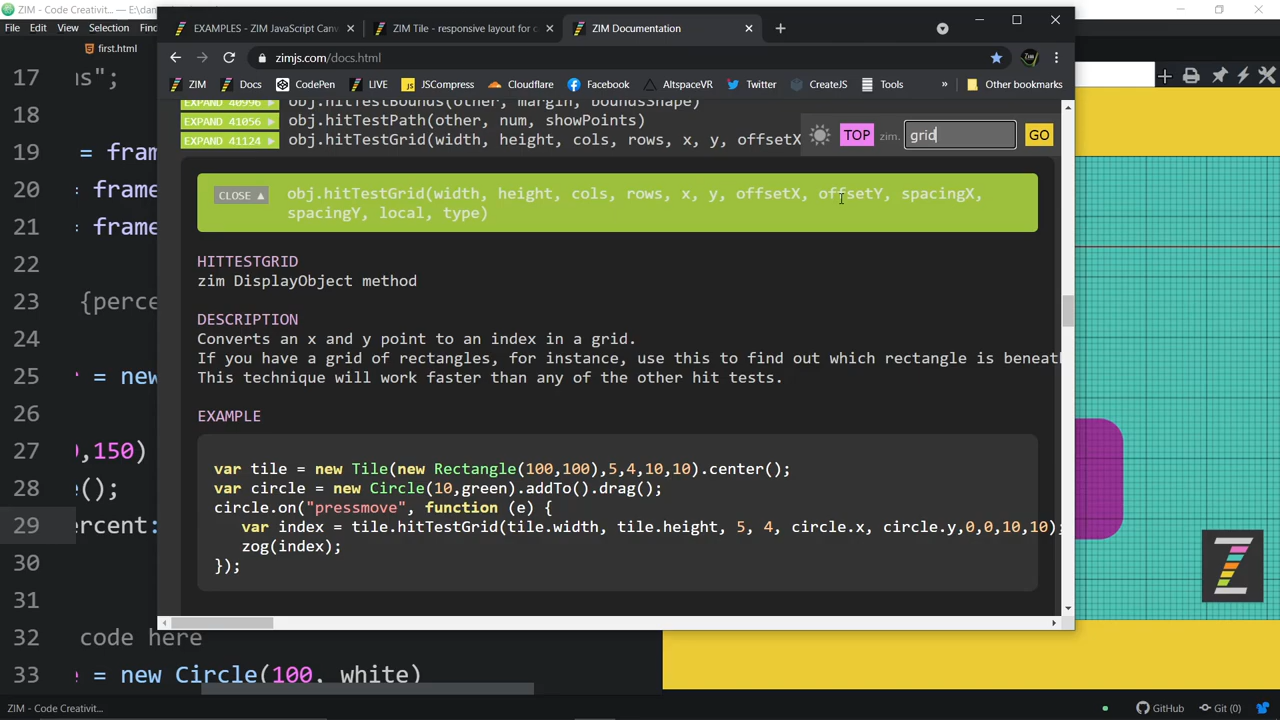 ZIM - Code Creativit... — E:\da
File Edit View Selection Find
first.html
EXAMPLES - ZIM JavaScript Canv
ZIM Tile - responsive layout for c
ZIM Documentation
zimjs.com/docs.html
ZIM Docs CodePen LIVE JSCompress Cloudflare Facebook AltspaceVR Twitter CreateJS Tools » Other bookmarks
EXPAND 40996 ▶ obj.hitTestBounds(other, margin, boundsShape)
EXPAND 41056 ▶ obj.hitTestPath(other, num, showPoints)
EXPAND 41124 ▶ obj.hitTestGrid(width, height, cols, rows, x, y, offsetX
TOP zim. grid GO
CLOSE ▲ obj.hitTestGrid(width, height, cols, rows, x, y, offsetX, offsetY, spacingX,
spacingY, local, type)
HITTESTGRID
zim DisplayObject method
DESCRIPTION
Converts an x and y point to an index in a grid.
If you have a grid of rectangles, for instance, use this to find out which rectangle is beneath
This technique will work faster than any of the other hit tests.
EXAMPLE
var tile = new Tile(new Rectangle(100,100),5,4,10,10).center();
var circle = new Circle(10,green).addTo().drag();
circle.on("pressmove", function (e) {
var index = tile.hitTestGrid(tile.width, tile.height, 5, 4, circle.x, circle.y,0,0,10,10);
zog(index);
});
17 ns";
18
19 = fram
20 = frame
21 = fram
22
23 {perce
24
25 = new
26
27 ,150)
28 e();
29 ercent:
30
31
32 code here
33 = new Circle(100, white)
ZIM - Code Creativit...
GitHub Git (0)